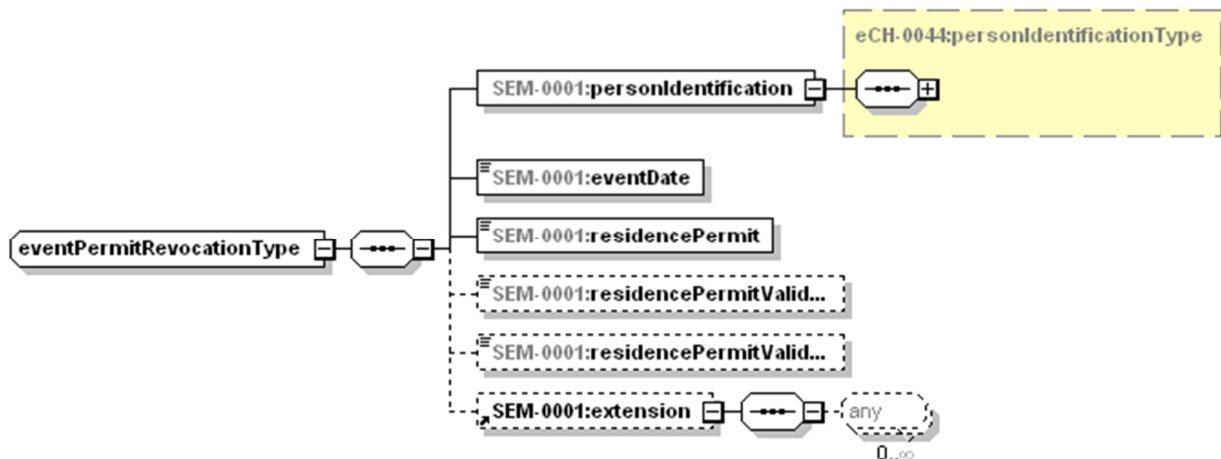 eCH-0044:personIdentificationType
SEM-0001:personIdentification
SEM-0001:eventDate
SEM-0001:residencePermit
eventPermitRevocationType
SEM-0001:residencePermitValid...
SEM-0001:residencePermitValid...
SEM-0001:extension
any
0..∞